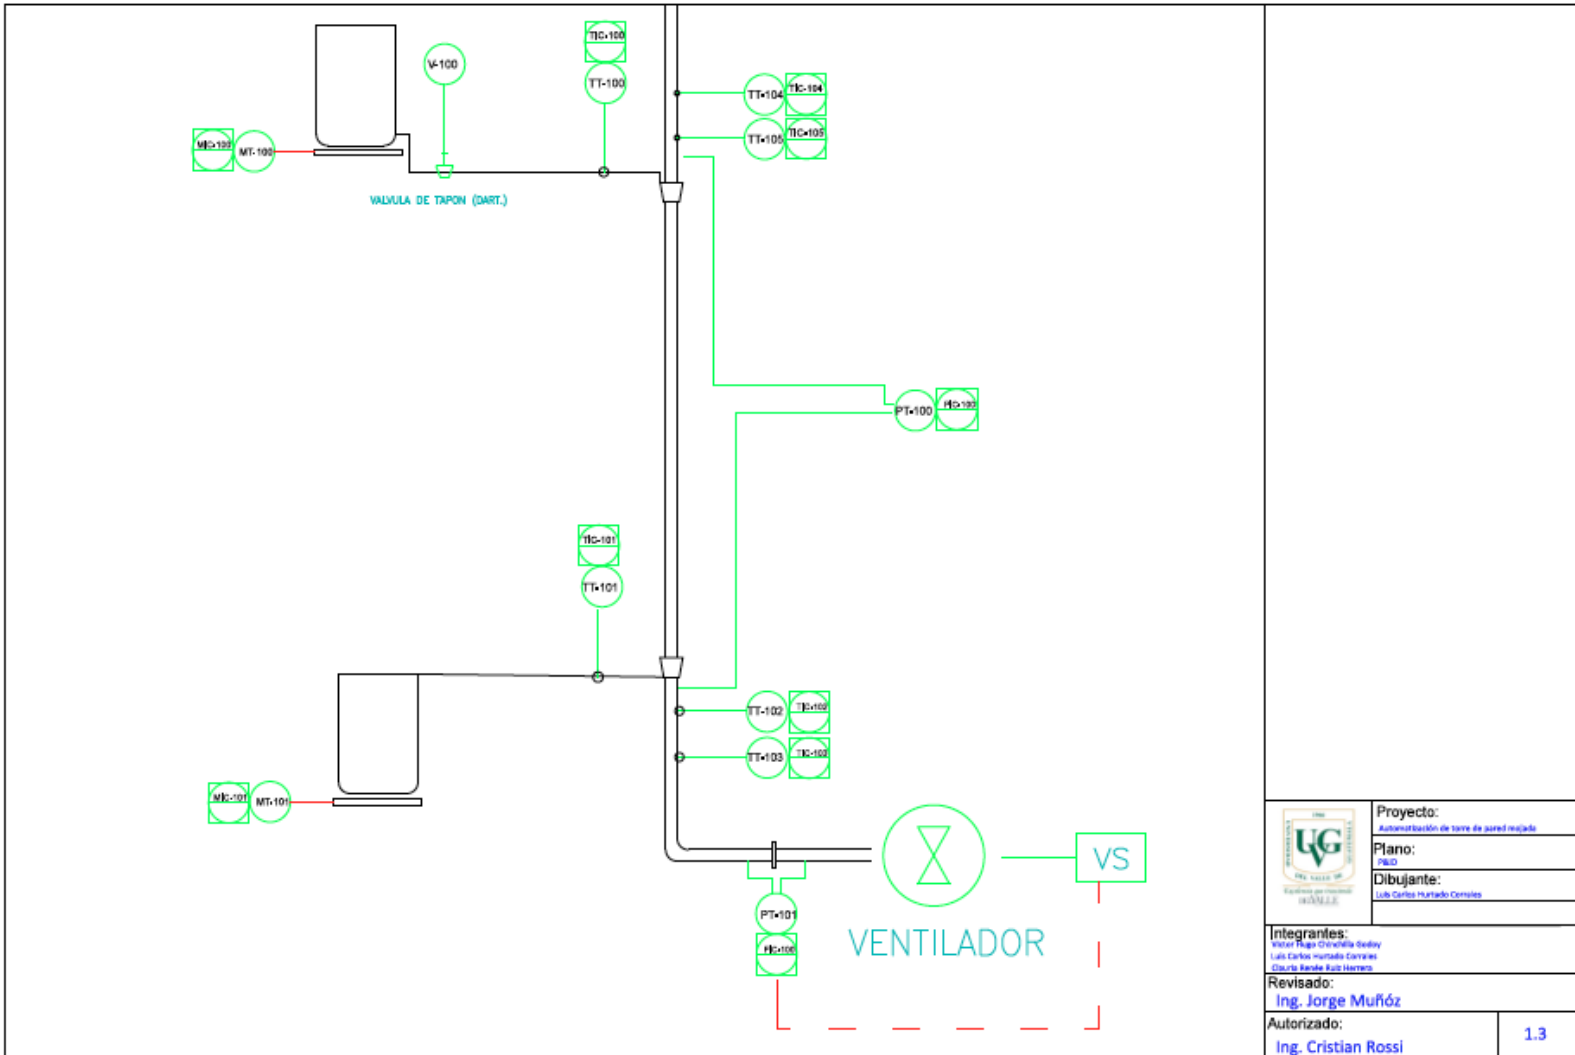 TIC-100
V-100
TT-100
TT-104
TIC-104
TT-105
TIC-105
MIC-100
MT-100
VALVULA DE TAPON (DART.)
PT-100
PIC-100
TIC-101
TT-101
TT-102
TIC-102
TT-103
TIC-103
MIC-101
MT-101
VS
PT-101
PIC-100
VENTILADOR
UVG
DEL VALLE DE
Proyecto:
Automatización de torre de pared mojada
Plano:
P&ID
Dibujante:
Luis Carlos Hurtado Corrales
Integrantes:
Victor Hugo Chinchilla Godoy
Luis Carlos Hurtado Corrales
Renée Ruiz Herrera
Revisado:
Ing. Jorge Muñóz
Autorizado:
Ing. Cristian Rossi
1.3